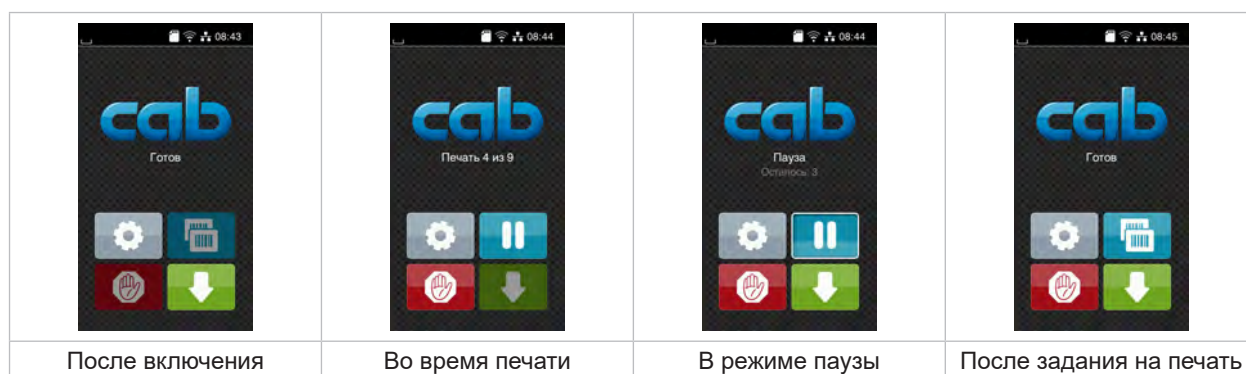 08:43
cab
Готов
После включения
08:44
cab
Печать 4 из 9
Во время печати
08:44
cab
Пауза
Осталось: 3
В режиме паузы
08:45
cab
Готов
После задания на печать